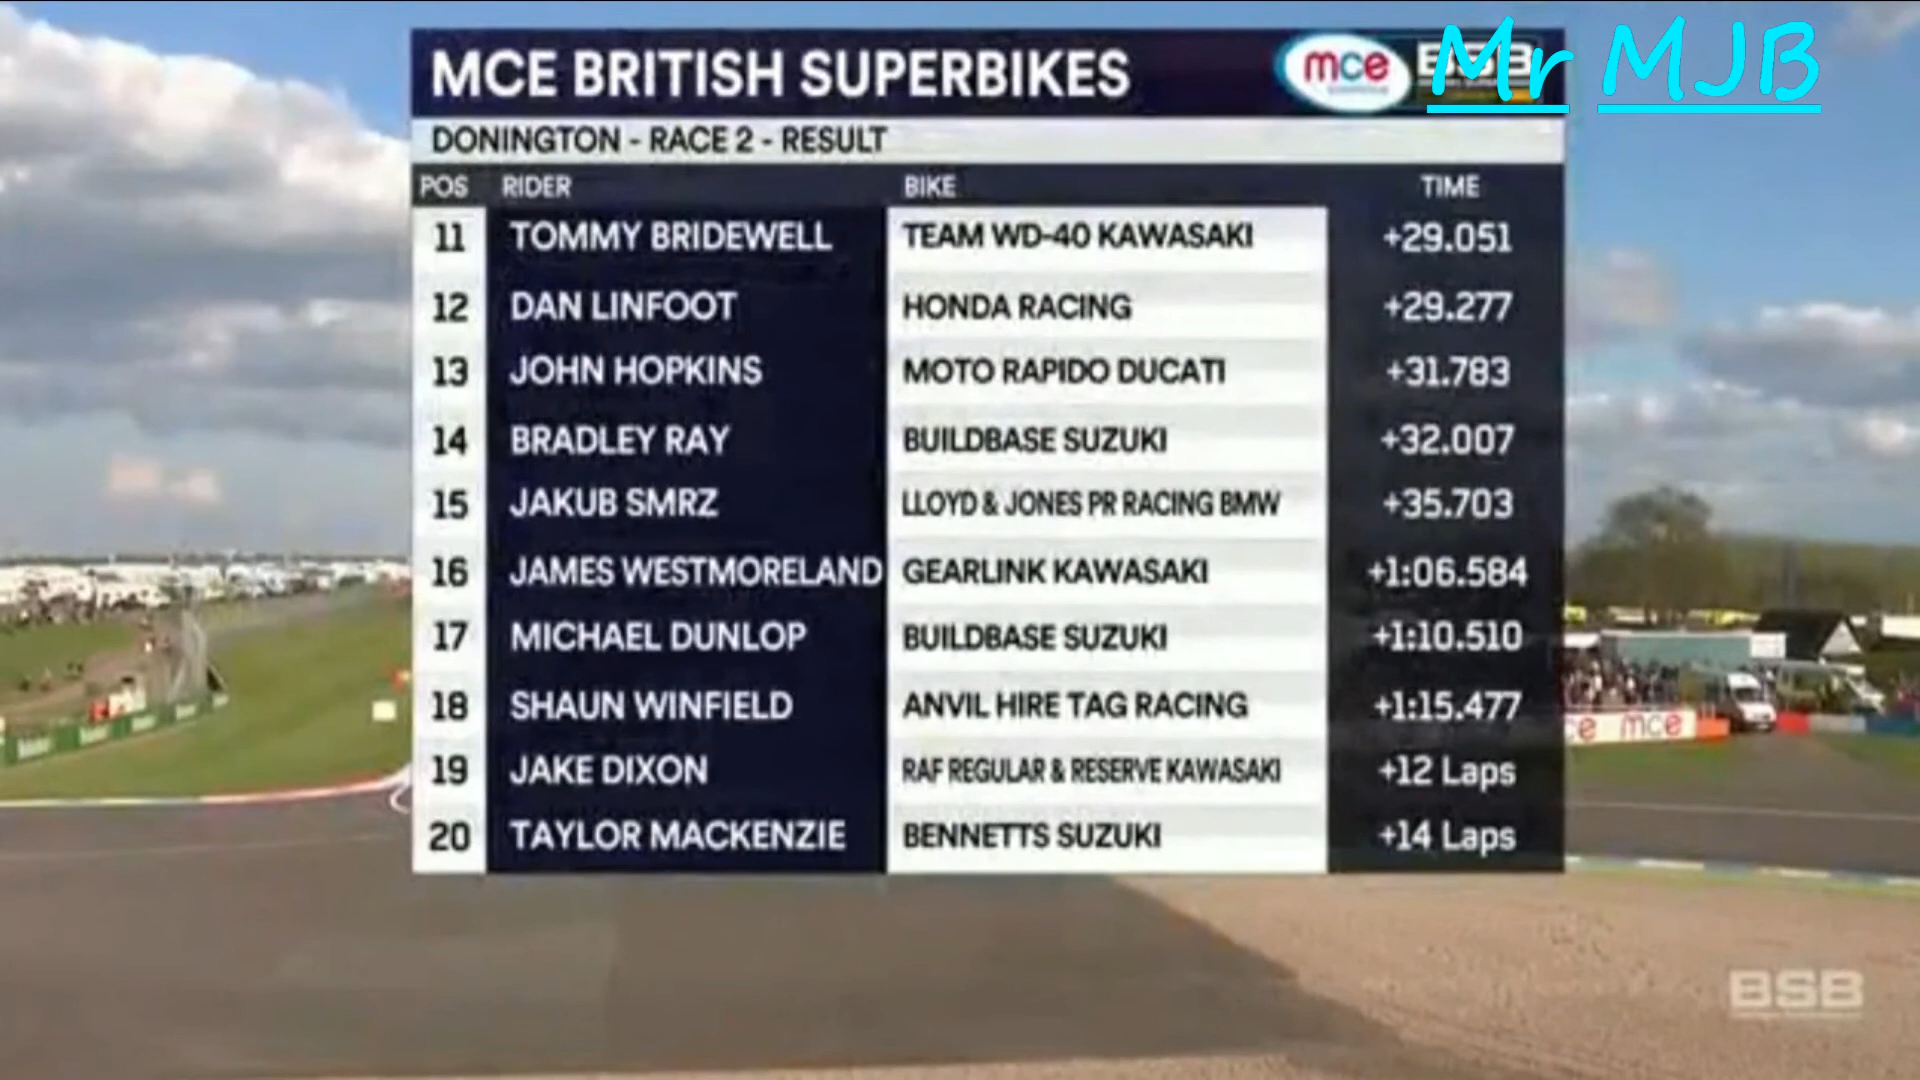 MCE BRITISH SUPERBIKES
mce BSB
Mr MJB
DONINGTON - RACE 2 - RESULT
POS RIDER BIKE TIME
11 TOMMY BRIDEWELL TEAM WD-40 KAWASAKI +29.051
12 DAN LINFOOT HONDA RACING +29.277
13 JOHN HOPKINS MOTO RAPIDO DUCATI +31.783
14 BRADLEY RAY BUILDBASE SUZUKI +32.007
15 JAKUB SMRZ LLOYD & JONES PR RACING BMW +35.703
16 JAMES WESTMORELAND GEARLINK KAWASAKI +1:06.584
17 MICHAEL DUNLOP BUILDBASE SUZUKI +1:10.510
18 SHAUN WINFIELD ANVIL HIRE TAG RACING +1:15.477
19 JAKE DIXON RAF REGULAR & RESERVE KAWASAKI +12 Laps
20 TAYLOR MACKENZIE BENNETTS SUZUKI +14 Laps
ce mce
BSB